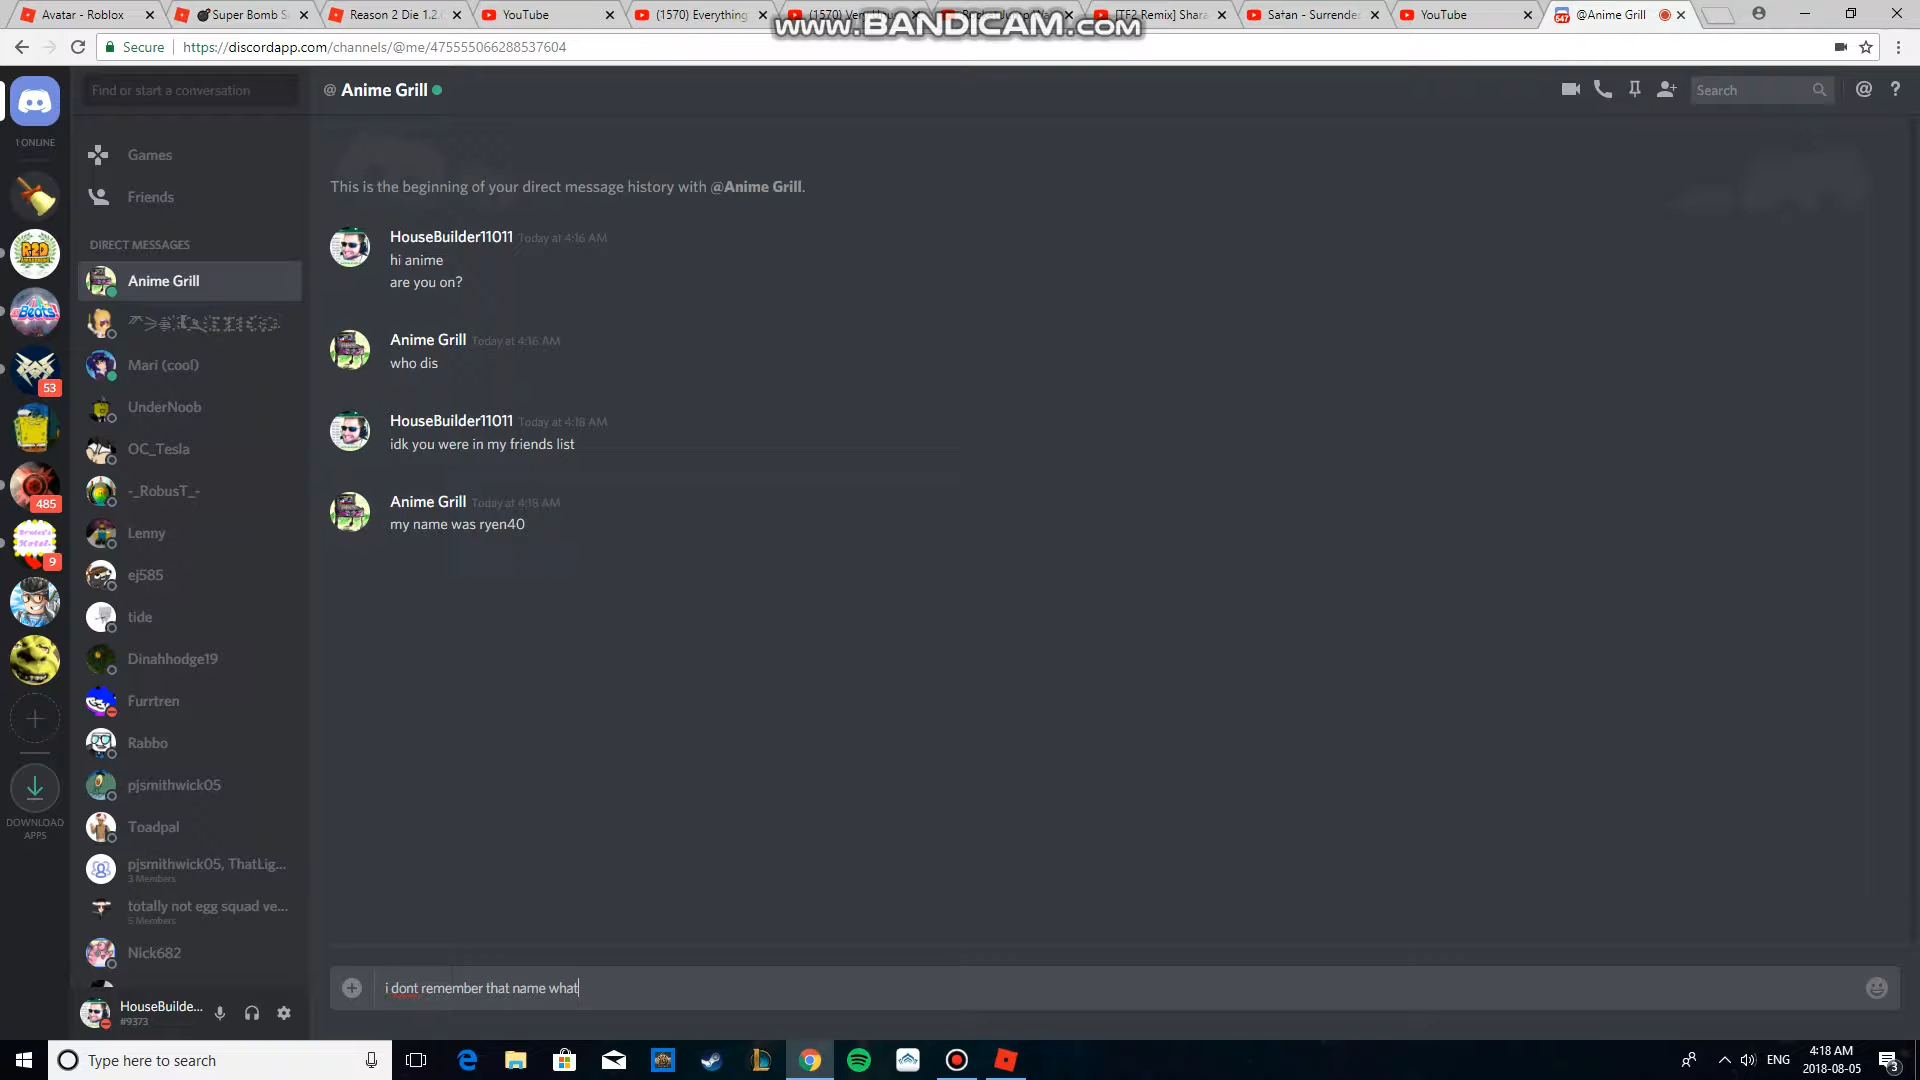 Avatar - Roblox
Super Bomb S
Reason 2 Die 1.2.
YouTube
(1570) Everything
[TF2 Remix] Shara
Satan - Surrender
YouTube
@Anime Grill
www.BANDICAM.com
Secure
https://discordapp.com/channels/@me/475555066288537604
Find or start a conversation
@ Anime Grill
Search
1 ONLINE
Games
Friends
DIRECT MESSAGES
Anime Grill
Mari (cool)
UnderNoob
OC_Tesla
-_RobusT_-
Lenny
ej585
tide
Dinahhodge19
Furrtren
Rabbo
pjsmithwick05
Toadpal
pjsmithwick05, ThatLig...
3 Members
totally not egg squad ve...
5 Members
Nick682
53
485
9
DOWNLOAD
APPS
HouseBuilde...
#9373
This is the beginning of your direct message history with @Anime Grill.
HouseBuilder11011 Today at 4:16 AM
hi anime
are you on?
Anime Grill Today at 4:16 AM
who dis
HouseBuilder11011 Today at 4:18 AM
idk you were in my friends list
Anime Grill Today at 4:18 AM
my name was ryen40
i dont remember that name what
Type here to search
ENG
4:18 AM
2018-08-05
3